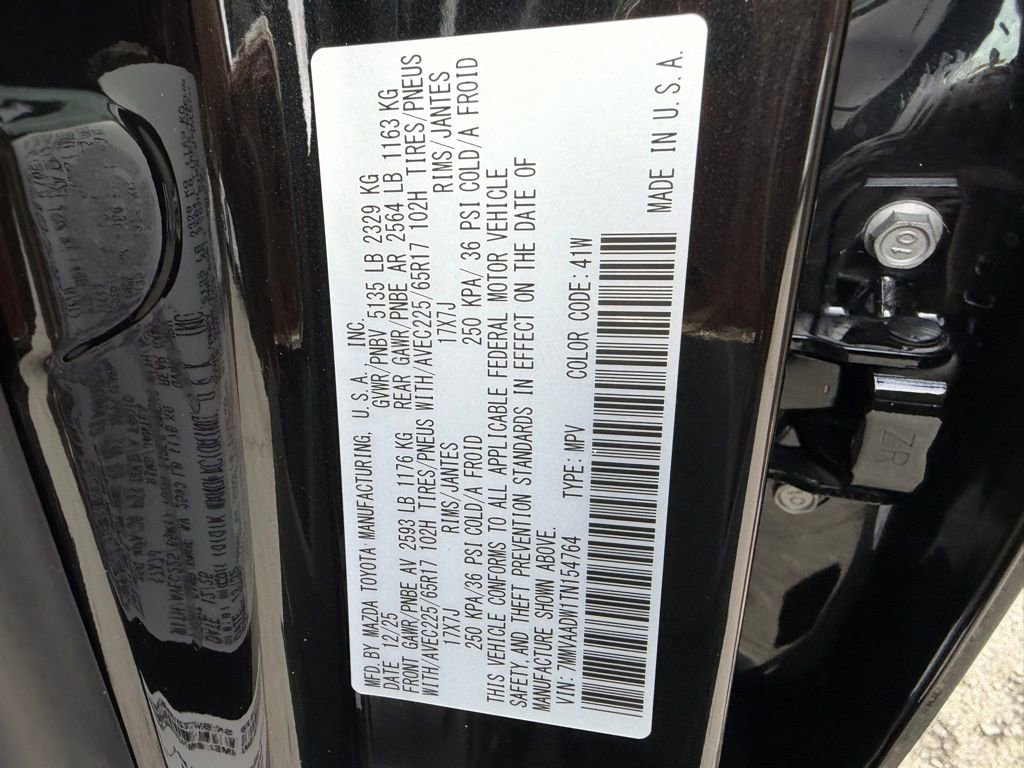 MFD.BY MAZDA TOYOTA MANUFACTURING, U. S. A. INC.
DATE 12/25 GVWR/PNBV 5135 LB 2329 KG
FRONT GAWR/PNBE AV 2593 LB 1176 KG REAR GAWR/PNBE AR 2564 LB 1163 KG
WITH/AVEC225/65R17 102H TIRES/PNEUS WITH/AVEC225/65R17 102H TIRES/PNEUS
17X7J RIMS/JANTES 17X7J RIMS/JANTES
250 KPA/36 PSI COLD/A FROID 250 KPA/ 36 PSI COLD/A FROID
THIS VEHICLE CONFORMS TO ALL APPLICABLE FEDERAL MOTOR VEHICLE
SAFETY, AND THEFT PREVENTION STANDARDS IN EFFECT ON THE DATE OF
MANUFACTURE SHOWN ABOVE.
VIN: 7MMVAADW1TN154764 TYPE: MPV COLOR CODE: 41W
MADE IN U. S. A.
10
ZR